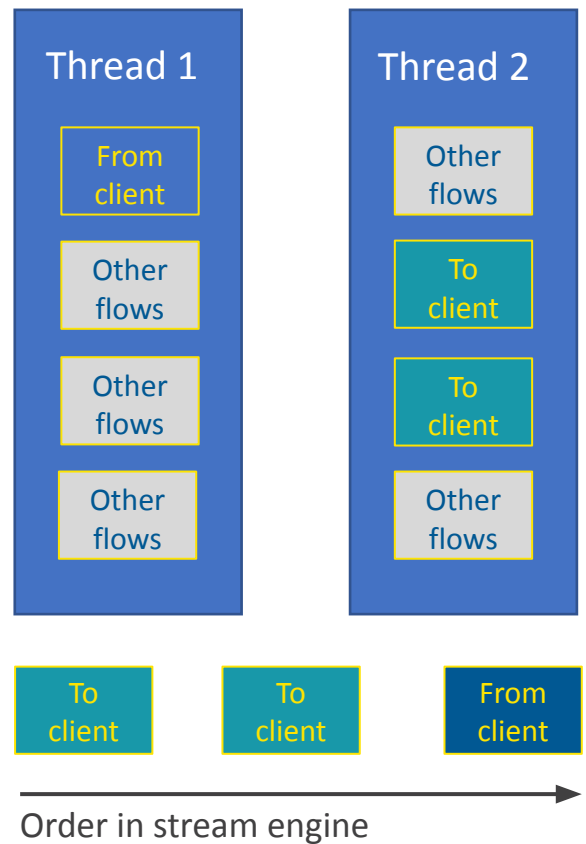 Thread 1
From
client
Other
flows
Other
flows
Other
flows
Thread 2
Other
flows
To
client
To
client
Other
flows
To
client
To
client
From
client
Order in stream engine